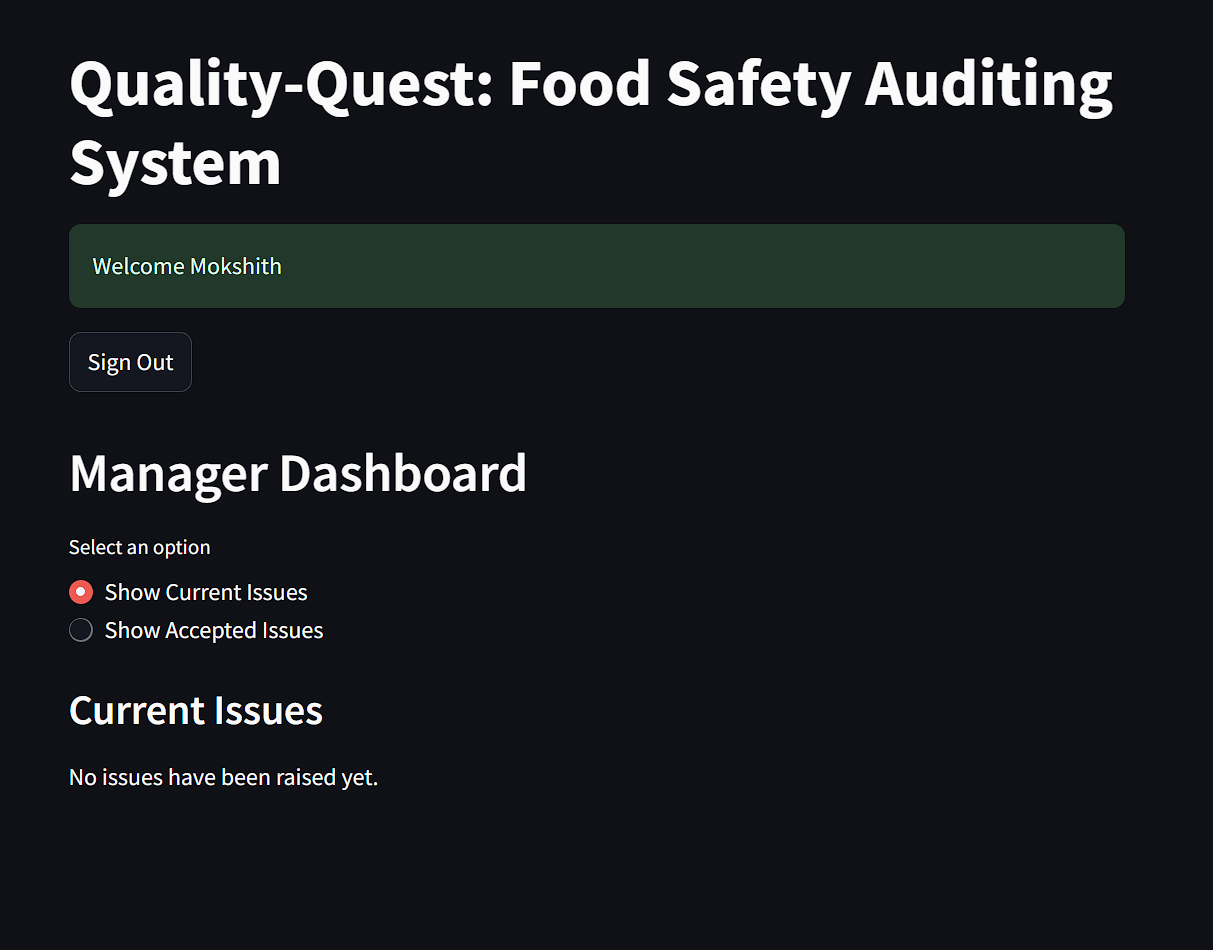 Quality-Quest: Food Safety Auditing
System
Welcome Mokshith
Sign Out
Manager Dashboard
Select an option
Show Current Issues
Show Accepted Issues
Current Issues
No issues have been raised yet.